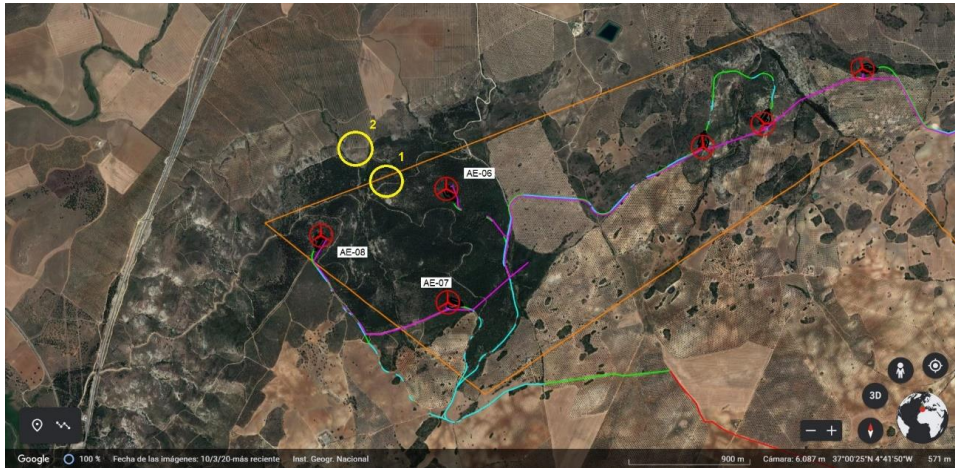 2
1
AE-06
AE-08
AE-07
3D
Google 100 % Fecha de las imágenes: 10/3/20-más reciente Inst. Geogr. Nacional 900 m Cámara: 6.087 m 37°00'25"N 4°41'50"W 571 m